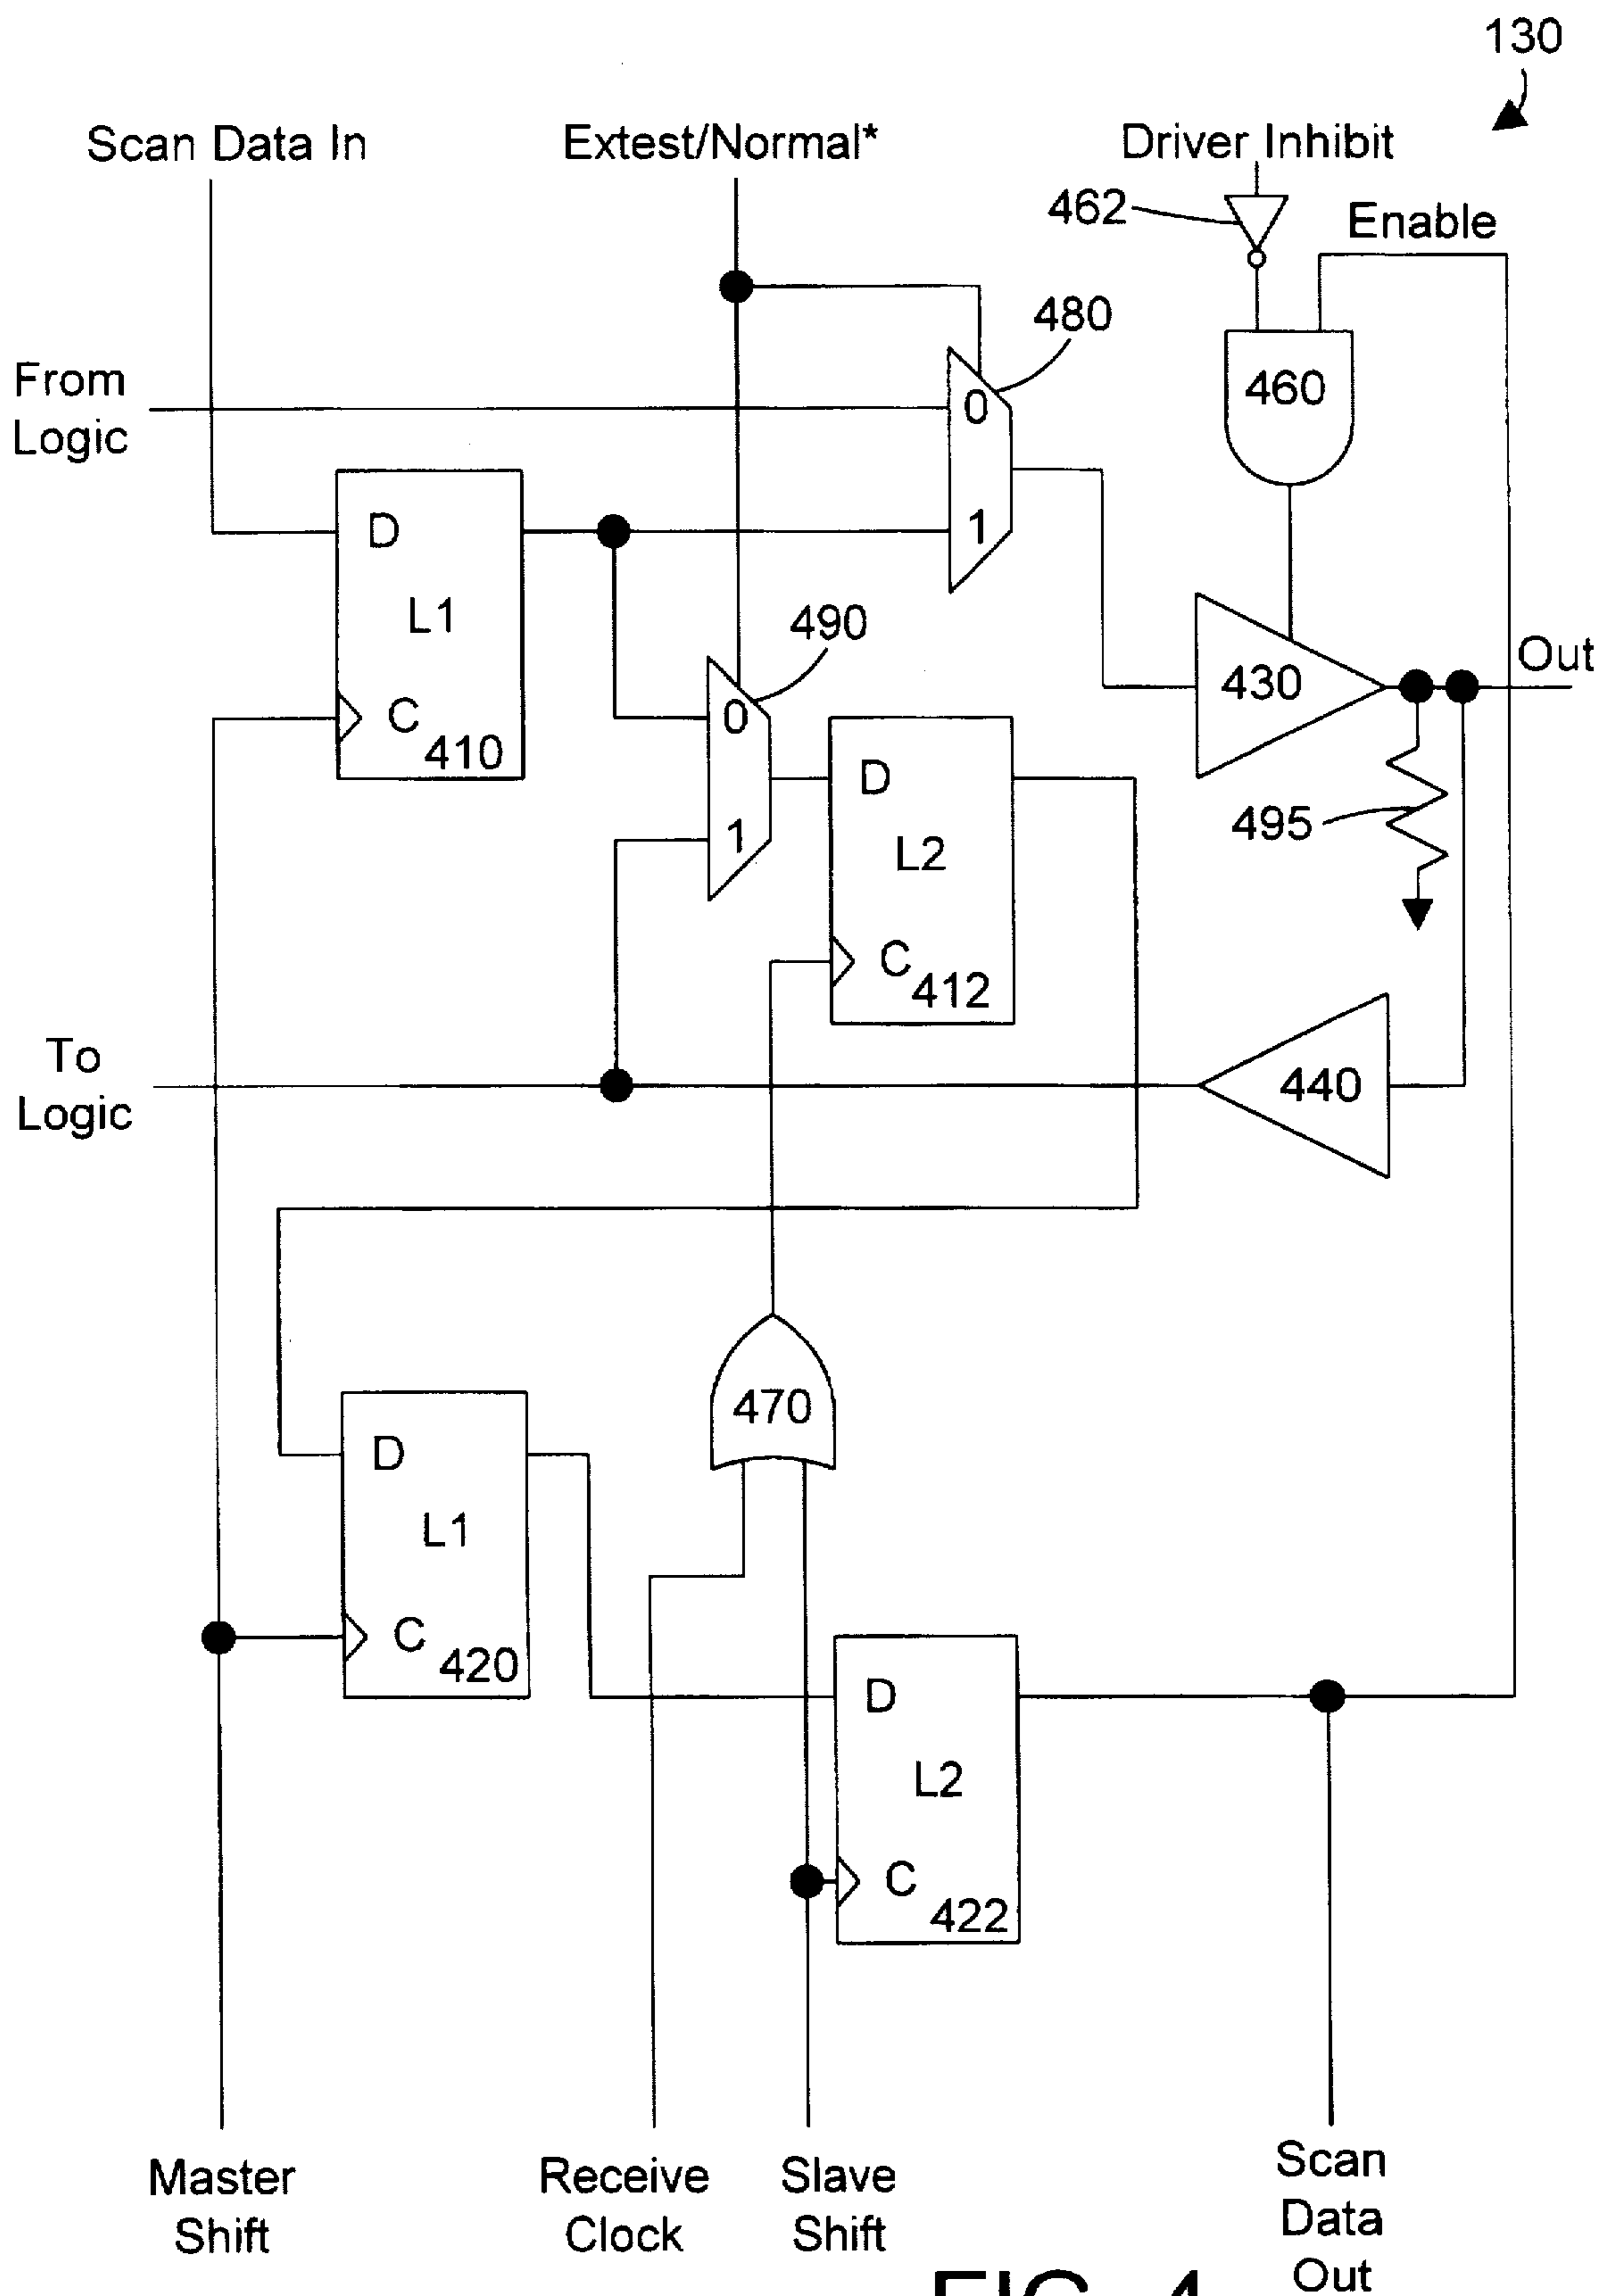 130
Scan Data In
Extest/Normal*
Driver Inhibit
462
Enable
480
From
Logic
0
460
1
D
L1
C
410
490
0
1
430
Out
D
L2
C
412
495
To
Logic
440
470
D
L1
C
420
D
L2
C
422
Master
Shift
Receive
Clock
Slave
Shift
Scan
Data
Out
FIG. 4